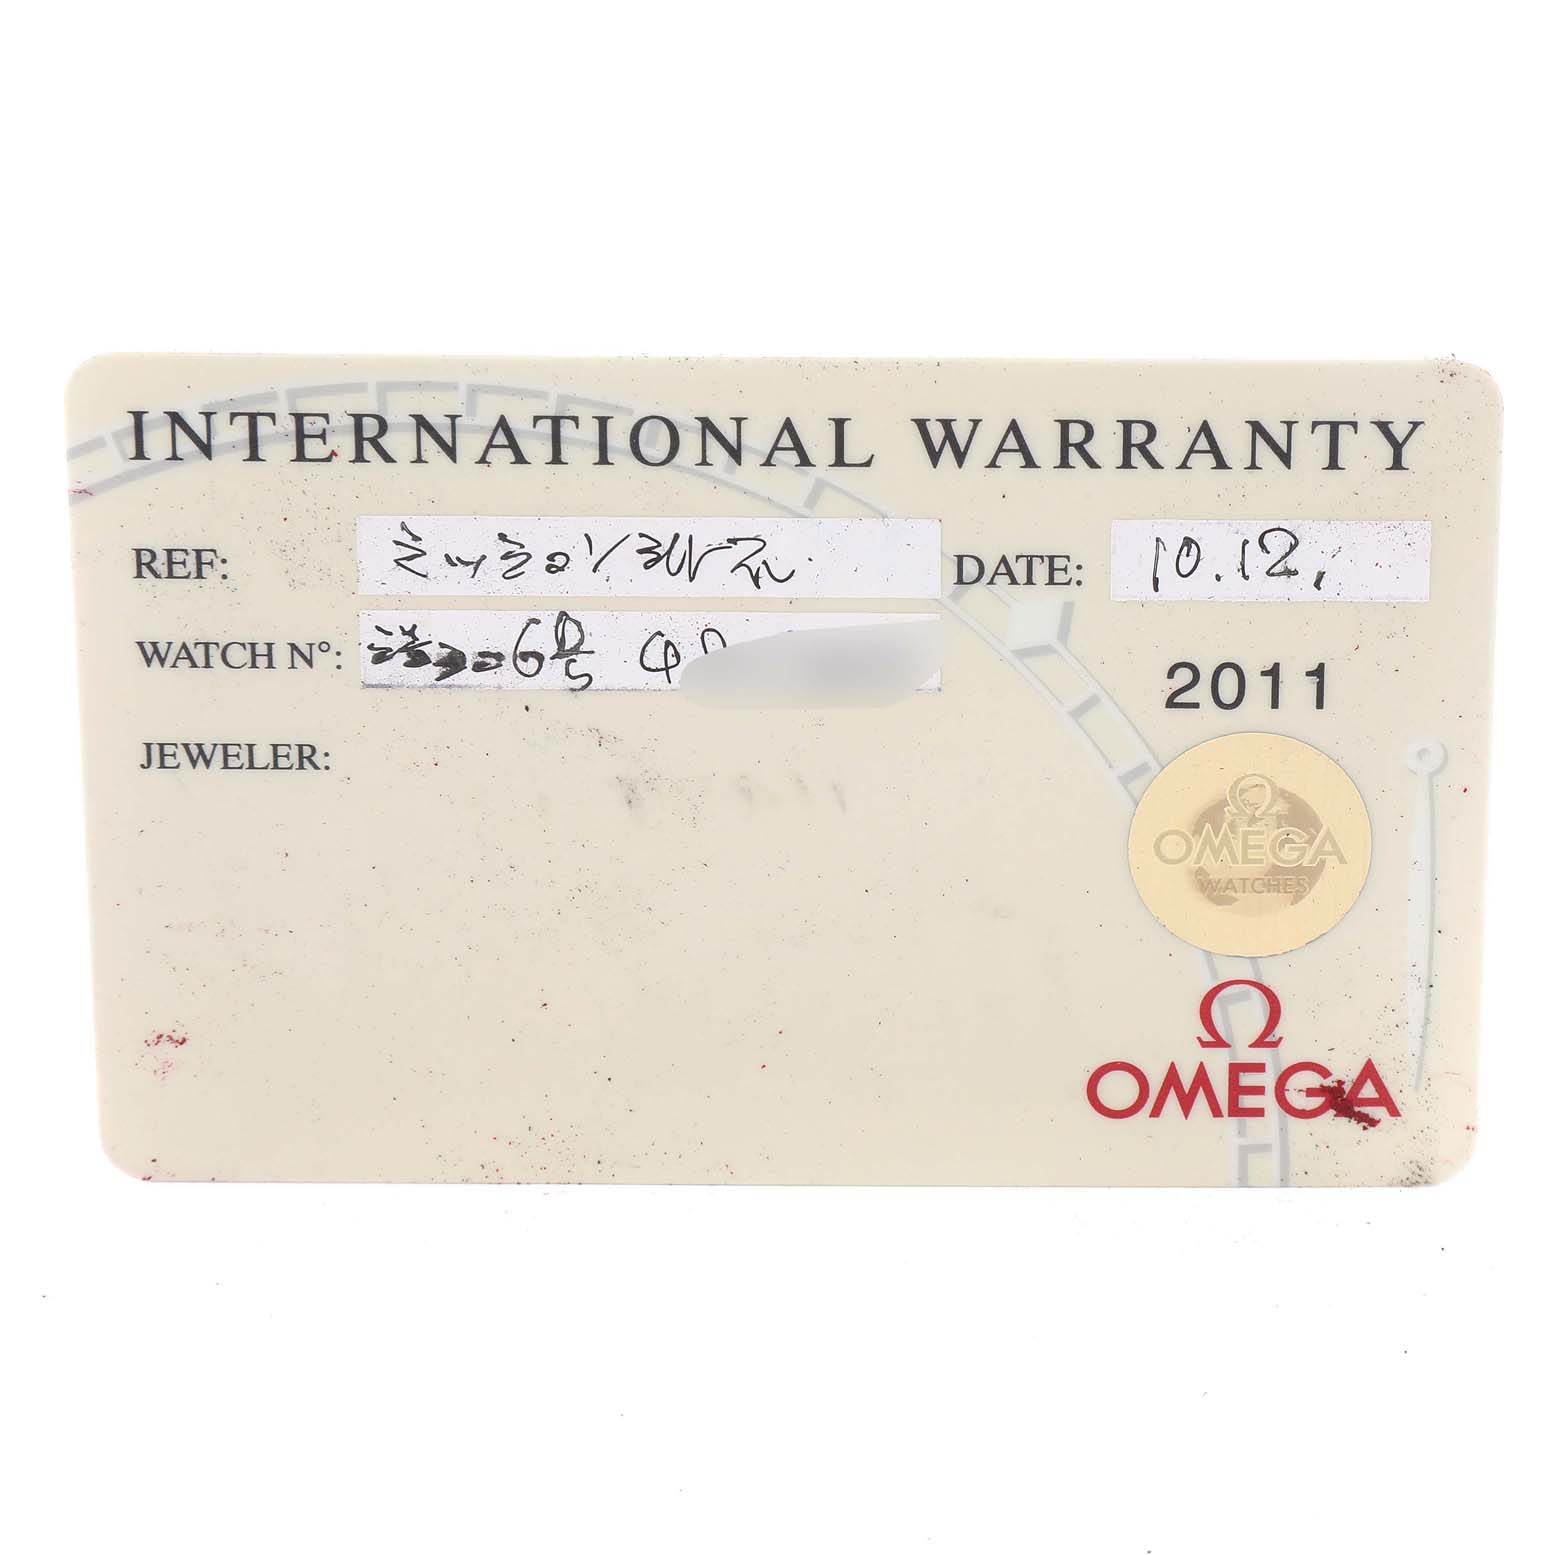 INTERNATIONAL WARRANTY
REF:
DATE: 10.12.
WATCH N°:
2011
JEWELER:
Ω
OMEGA
WATCHES
Ω
OMEGA